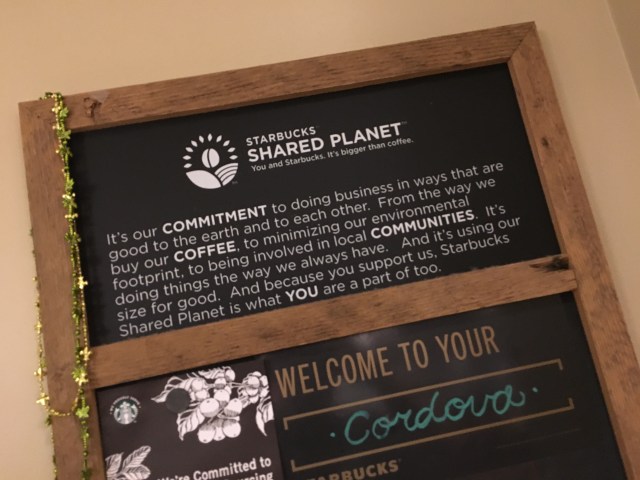 STARBUCKS™
SHARED PLANET™
You and Starbucks. It's bigger than coffee.
It's our COMMITMENT to doing business in ways that are
good to the earth and to each other. From the way we
buy our COFFEE, to minimizing our environmental
footprint, to being involved in local COMMUNITIES. It's
doing things the way we always have. And it's using our
size for good. And because you support us, Starbucks
Shared Planet is what YOU are a part of too.
WELCOME TO YOUR
·Cordova·
STARBUCKS®
We're Committed to